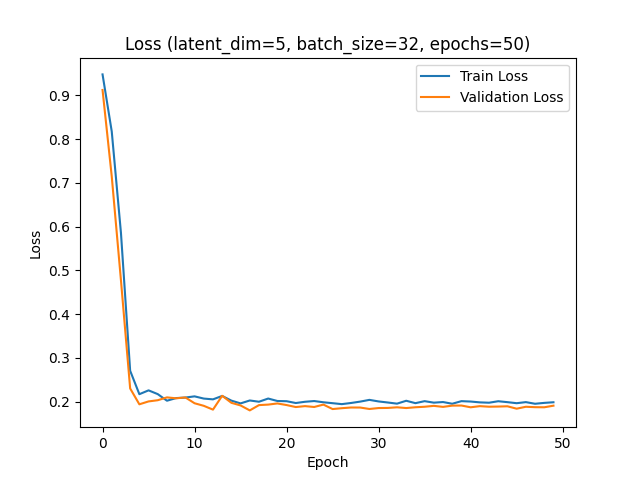 Loss (latent_dim=5, batch_size=32, epochs=50)
Train Loss
Validation Loss
Loss
0.9
0.8
0.7
0.6
0.5
0.4
0.3
0.2
0 10 20 30 40 50
Epoch